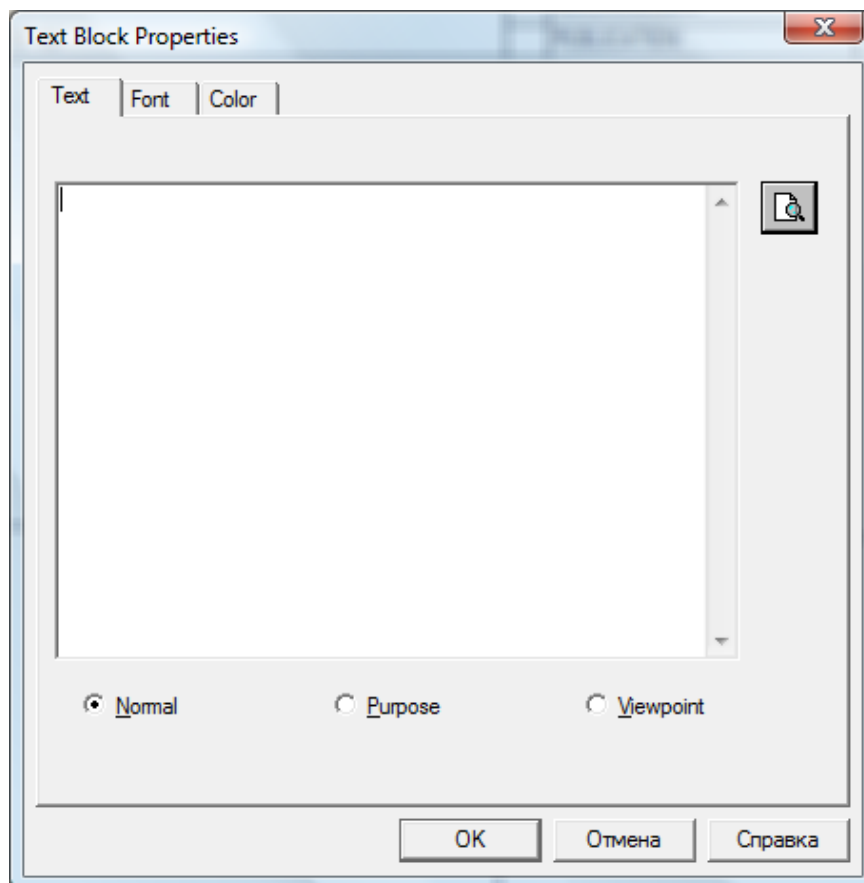 Text Block Properties
Text Font Color
Normal Purpose Viewpoint
OK Отмена Справка